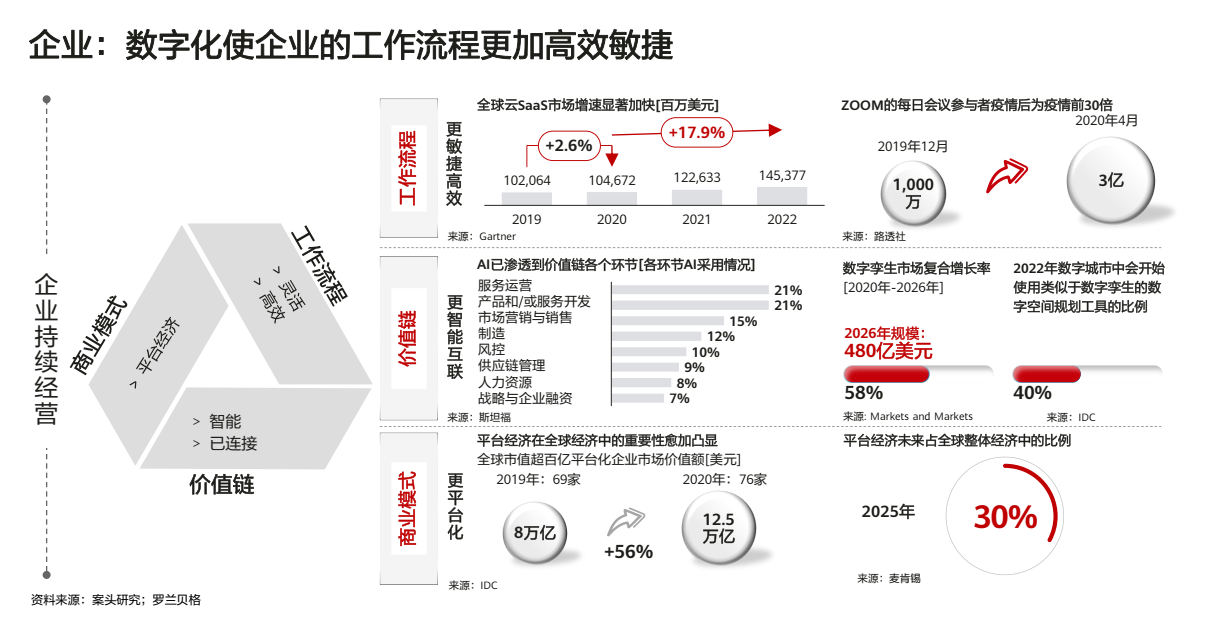 企业：数字化使企业的工作流程更加高效敏捷
企业持续经营
商业模式
> 平台经济
工作流程
> 灵活
> 高效
> 智能
> 已连接
价值链
工作流程
更敏捷高效
全球云SaaS市场增速显著加快[百万美元]
+2.6%
+17.9%
102,064
104,672
122,633
145,377
2019
2020
2021
2022
来源：Gartner
ZOOM的每日会议参与者疫情后为疫情前30倍
2019年12月
2020年4月
1,000
万
3亿
来源：路透社
价值链
更智能互联
AI已渗透到价值链各个环节[各环节AI采用情况]
服务运营
21%
产品和/或服务开发
21%
市场营销与销售
15%
制造
12%
风控
10%
供应链管理
9%
人力资源
8%
战略与企业融资
7%
来源：斯坦福
数字孪生市场复合增长率
[2020年-2026年]
2026年规模：
480亿美元
58%
来源: Markets and Markets
2022年数字城市中会开始
使用类似于数字孪生的数
字空间规划工具的比例
40%
来源：IDC
商业模式
更平台化
平台经济在全球经济中的重要性愈加凸显
全球市值超百亿平台化企业市场价值额[美元]
2019年：69家
2020年：76家
8万亿
+56%
12.5
万亿
来源：IDC
平台经济未来占全球整体经济中的比例
2025年
30%
来源：麦肯锡
资料来源：案头研究；罗兰贝格